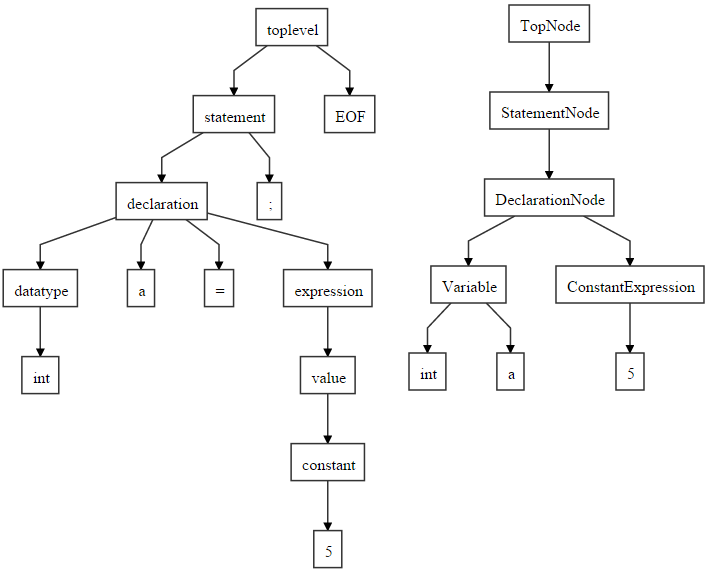 toplevel
statement
EOF
declaration
;
datatype
a
=
expression
int
value
constant
5
TopNode
StatementNode
DeclarationNode
Variable
ConstantExpression
int
a
5